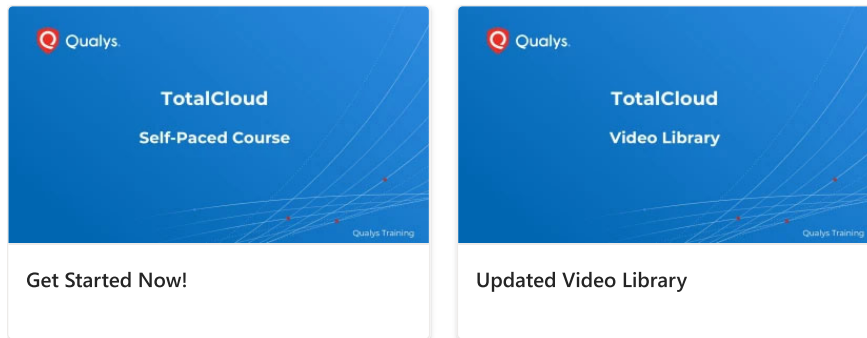 Qualys.
TotalCloud
Self-Paced Course
Qualys Training
Get Started Now!
Qualys.
TotalCloud
Video Library
Qualys Training
Updated Video Library